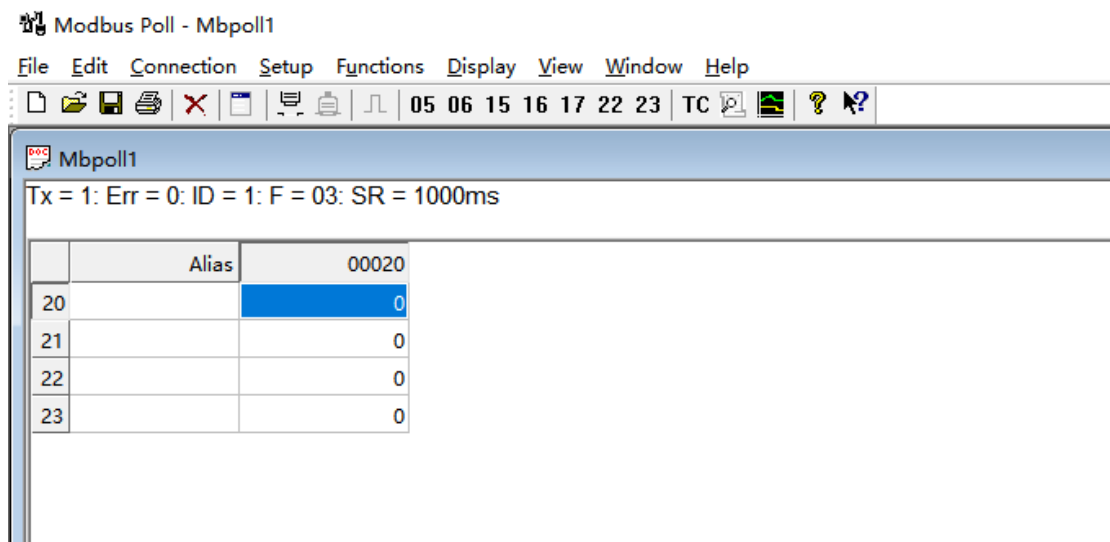 Modbus Poll - Mbpoll1
File Edit Connection Setup Functions Display View Window Help
05 06 15 16 17 22 23 TC
Mbpoll1
Tx = 1: Err = 0: ID = 1: F = 03: SR = 1000ms
Alias 00020
20 0
21 0
22 0
23 0